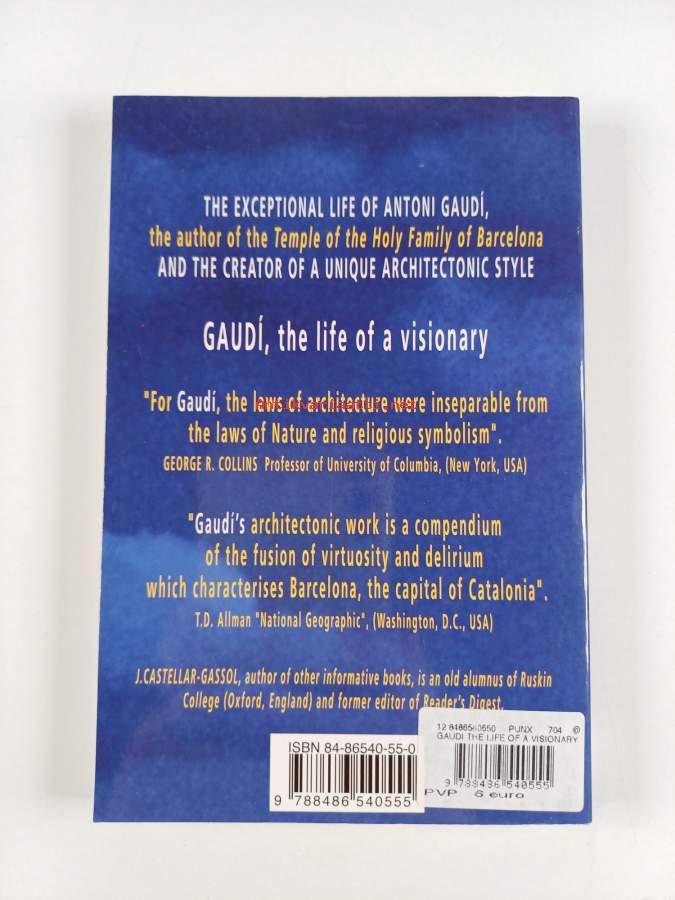 THE EXCEPTIONAL LIFE OF ANTONI GAUDÍ,
the author of the Temple of the Holy Family of Barcelona
AND THE CREATOR OF A UNIQUE ARCHITECTONIC STYLE
GAUDÍ, the life of a visionary
"For Gaudí, the laws of architecture were inseparable from
the laws of Nature and religious symbolism".
GEORGE R. COLLINS Professor of University of Columbia, (New York, USA)
"Gaudí's architectonic work is a compendium
of the fusion of virtuosity and delirium
which characterises Barcelona, the capital of Catalonia".
T.D. Allman "National Geographic", (Washington, D.C., USA)
J.CASTELLAR-GASSOL, author of other informative books, is an old alumnus of Ruskin
College (Oxford, England) and former editor of Reader's Digest.
ISBN 84-86540-55-0
9 788486 540555
12 8486540550 PUNX 704 ©
GAUDI THE LIFE OF A VISIONARY
9 788486 540555
PVP 6 euro